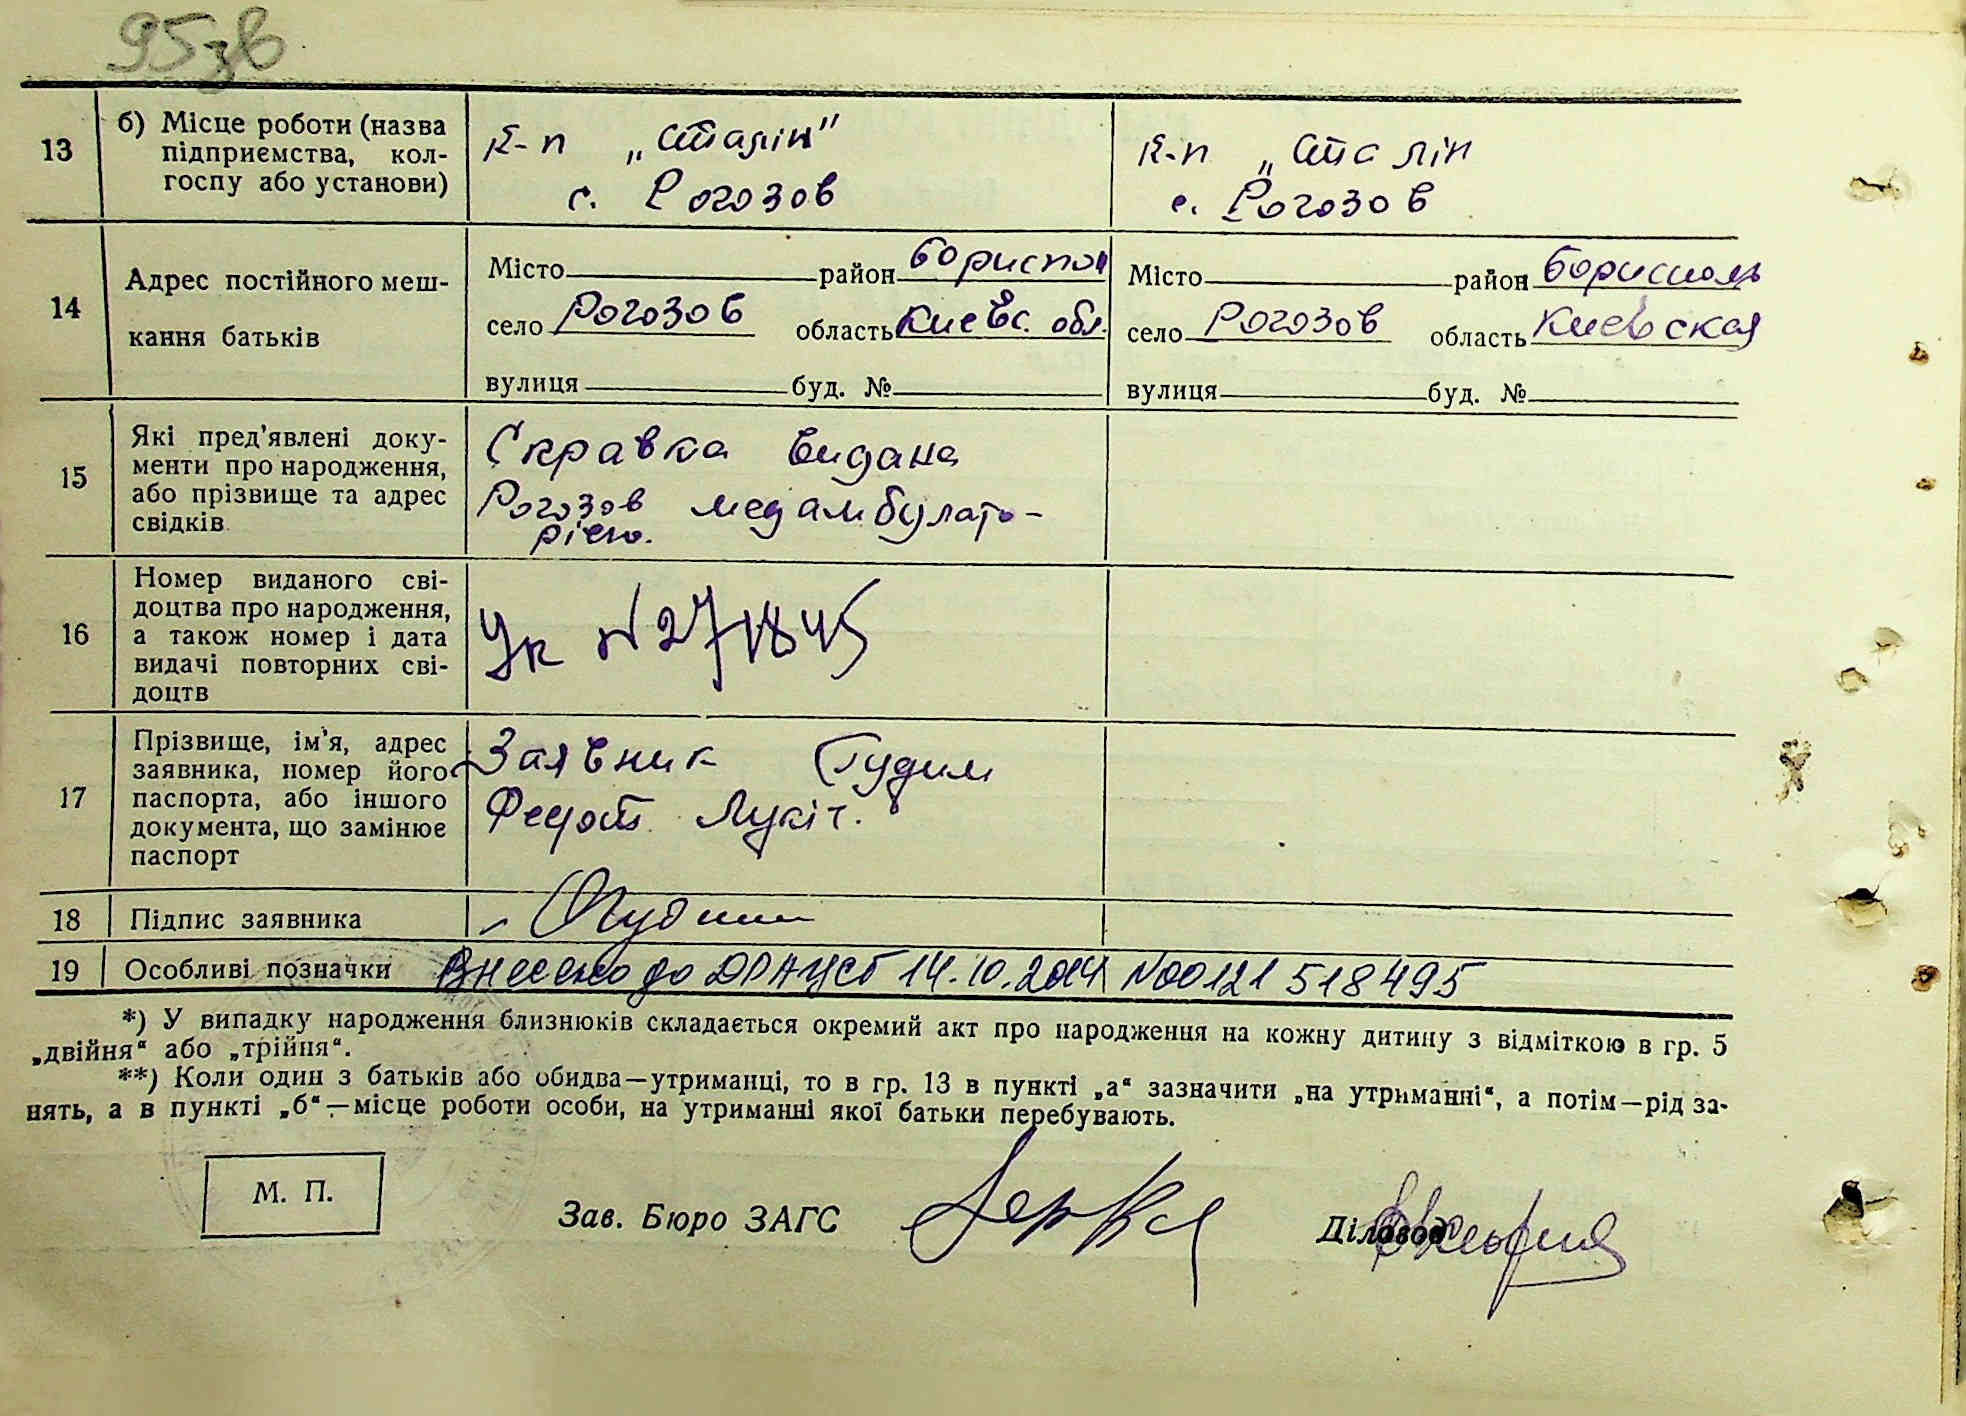 95зв
13
б) Місце роботи (назва
підприємства, кол-
госпу або установи)
к-п „Сталін"
с. Рогозов
к-п „Сталін
с. Рогозов
14
Адрес постійного меш-
кання батьків
Місто район Бориспол
село Рогозов область Киевс. обл.
вулиця буд. №
Місто район Борисполь
село Рогозов область Киевская
вулиця буд. №
15
Які пред'явлені доку-
менти про народження,
або прізвище та адрес
свідків
Справка видана
Рогозов медамбулато-
рією.
16
Номер виданого сві-
доцтва про народження,
а також номер і дата
видачі повторних сві-
доцтв
Ук N271845
17
Прізвище, ім'я, адрес
заявника, номер його
паспорта, або іншого
документа, що замінює
паспорт
Заявник Гудим
Федот Лукіч.
18
Підпис заявника
Гудим
19
Особливі позначки
Внесено до ДРАЦСг 14.10.2014 N00121518495
*) У випадку народження близнюків складається окремий акт про народження на кожну дитину з відміткою в гр. 5
„двійня“ або „трійня“.
**) Коли один з батьків або обидва—утриманці, то в гр. 13 в пункті „а“ зазначити „на утриманні“, а потім—рід за-
нять, а в пункті „б“—місце роботи особи, на утриманні якої батьки перебувають.
М. П.
Зав. Бюро ЗАГС
Діловод